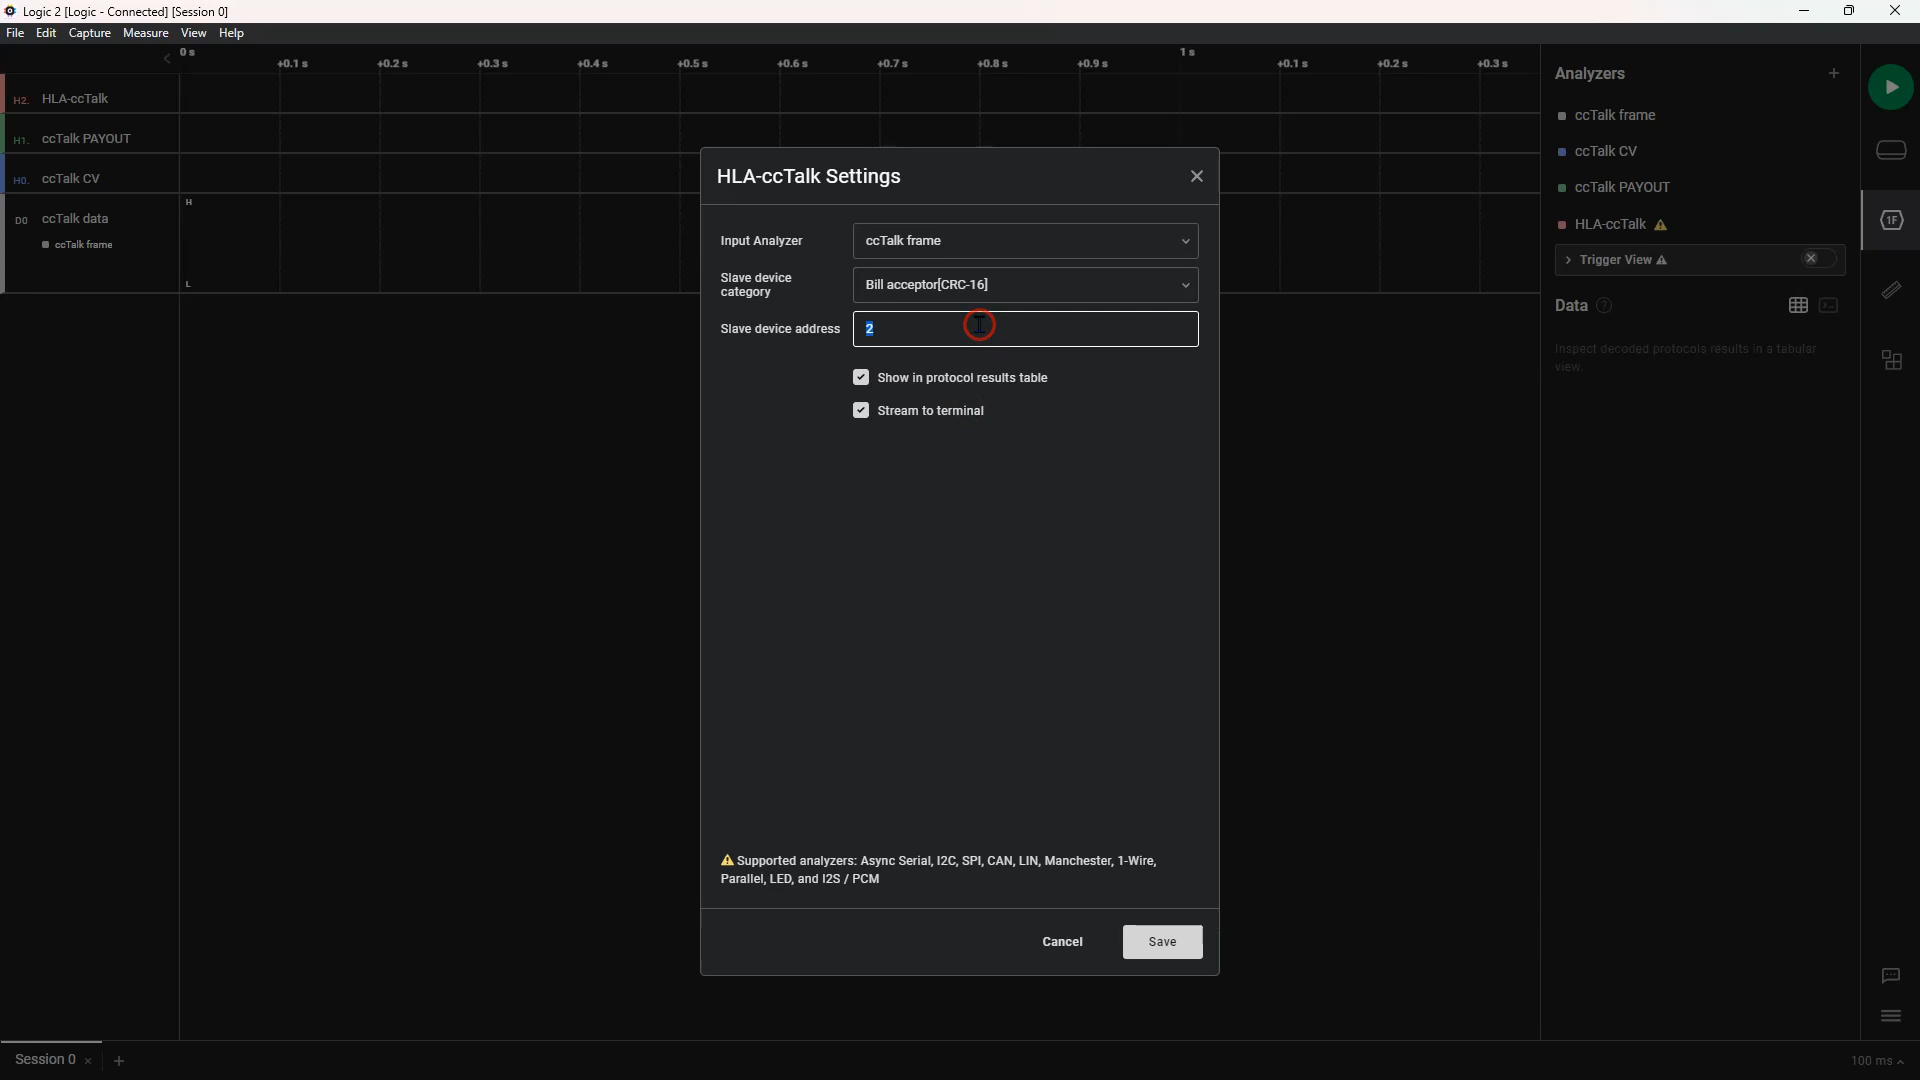 Logic 2 [Logic - Connected] [Session 0]
File Edit Capture Measure View Help
0 s
+0.1 s +0.2 s +0.3 s +0.4 s +0.5 s +0.6 s +0.7 s +0.8 s +0.9 s
1 s
+0.1 s +0.2 s +0.3 s
H2. HLA-ccTalk
H1. ccTalk PAYOUT
H0. ccTalk CV
D0 ccTalk data
ccTalk frame
H
L
HLA-ccTalk Settings
Input Analyzer ccTalk frame
Slave device
category
Bill acceptor[CRC-16]
Slave device address 2
Show in protocol results table
Stream to terminal
Supported analyzers: Async Serial, I2C, SPI, CAN, LIN, Manchester, 1-Wire,
Parallel, LED, and I2S / PCM
Cancel Save
Analyzers
ccTalk frame
ccTalk CV
ccTalk PAYOUT
HLA-ccTalk
Trigger View
Data
Inspect decoded protocols results in a tabular
view.
1F
Session 0
100 ms